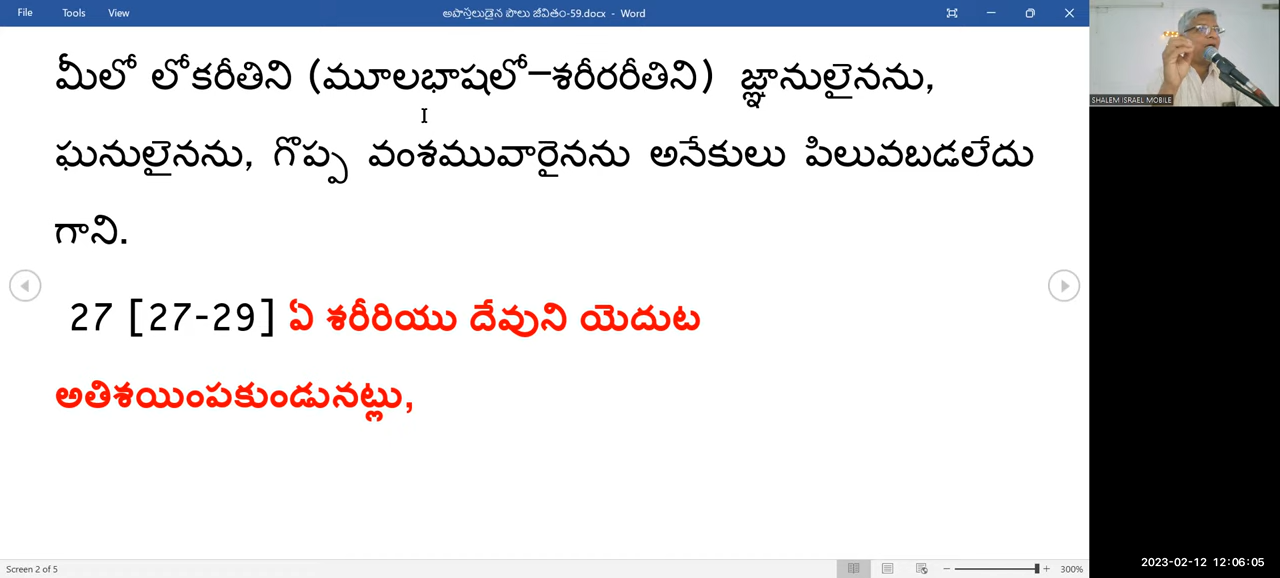 File Tools View అపొస్తలుడైన పౌలు జీవితం-59.docx - Word
మీలో లోకరీతిని (మూలభాషలో–శరీరరీతిని) జ్ఞానులైనను,
SHALEM ISRAEL MOBILE
ఘనులైనను, గొప్ప వంశమువారైనను అనేకులు పిలువబడలేదు
గాని.
27 [27-29] ఏ శరీరియు దేవుని యెదుట
అతిశయింపకుండునట్లు,
2023-02-12 12:06:05
Screen 2 of 5 300%